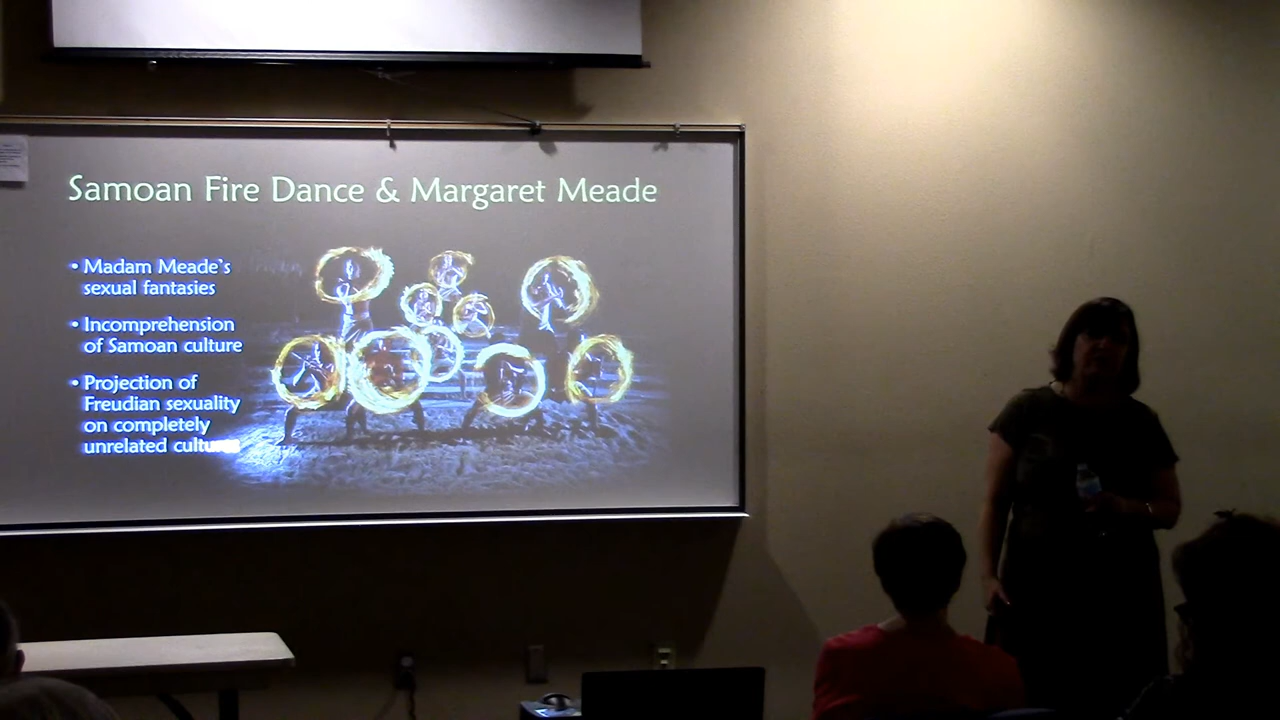 Samoan Fire Dance & Margaret Meade
• Madam Meade's
sexual fantasies
• Incomprehension
of Samoan culture
• Projection of
Freudian sexuality
on completely
unrelated culture